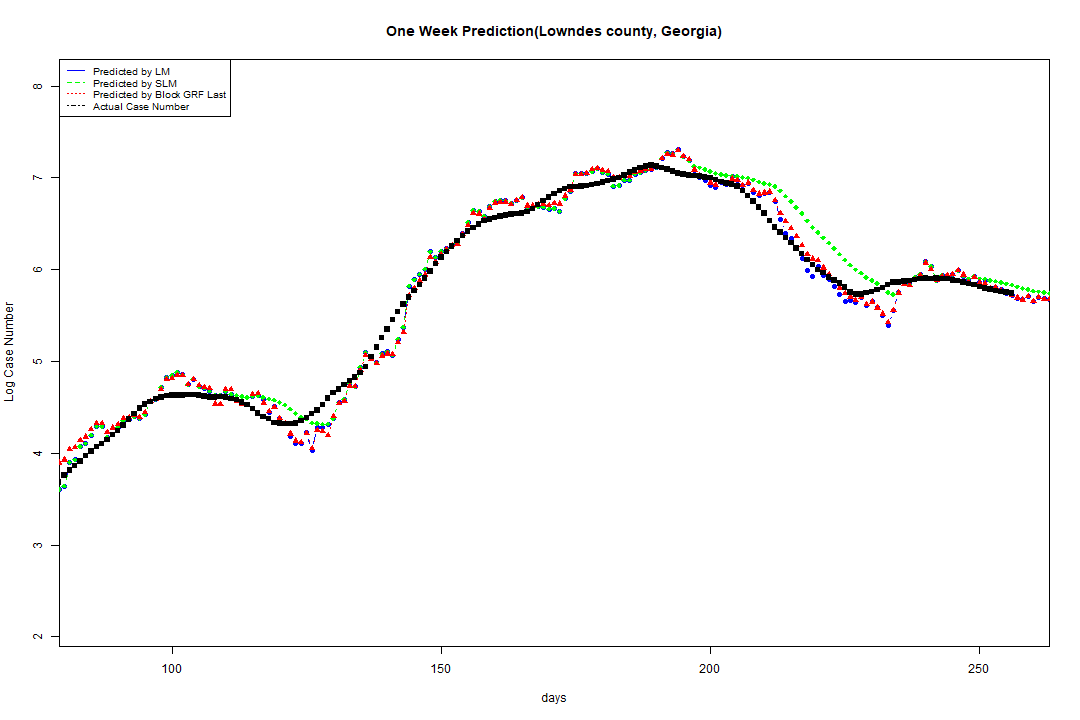 One Week Prediction(Lowndes county, Georgia)
Predicted by LM
Predicted by SLM
Predicted by Block GRF Last
Actual Case Number
8
7
6
5
4
3
2
Log Case Number
100 150 200 250
days